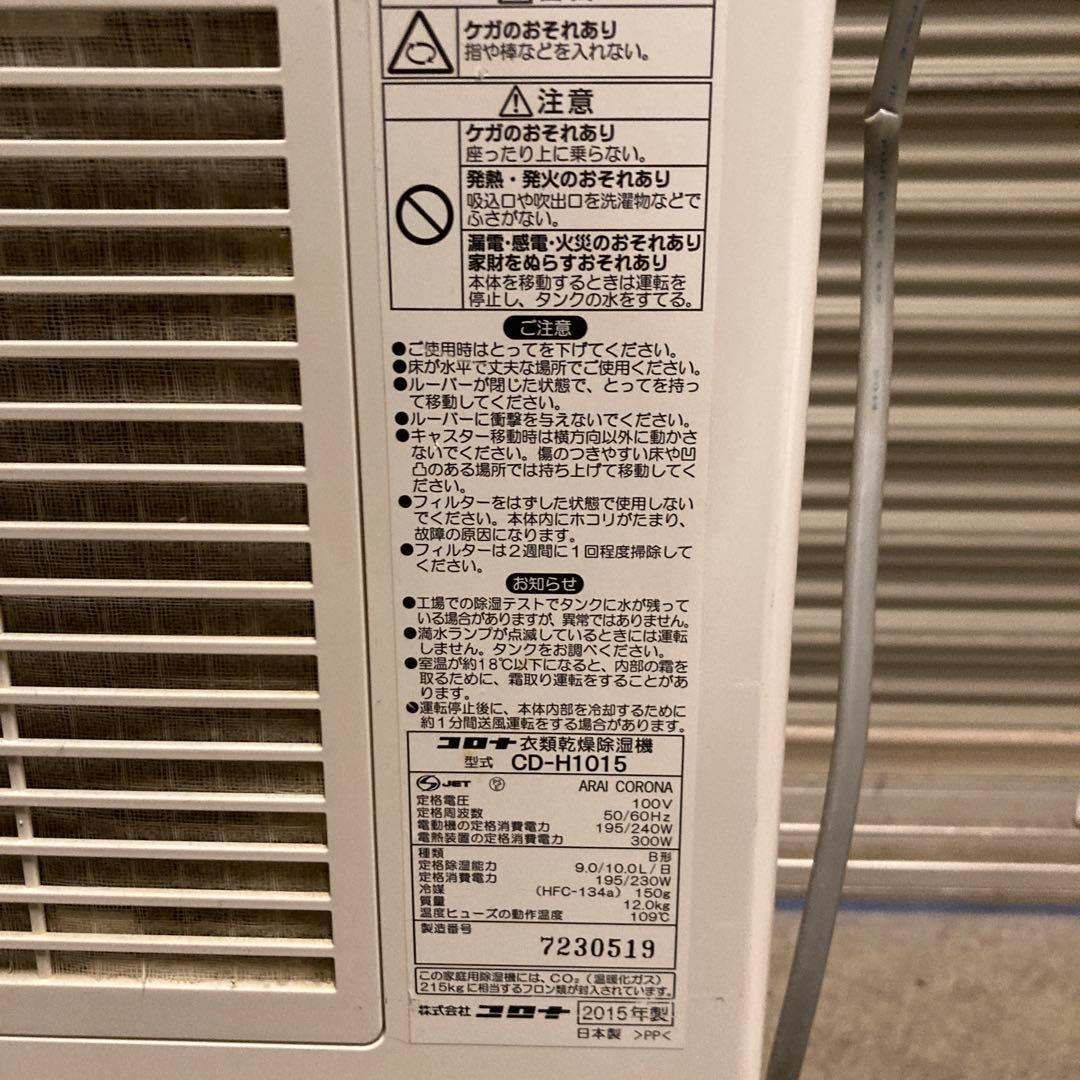 ケガのおそれあり
指や棒などを入れない。
注意
ケガのおそれあり
座ったり上に乗らない。
発熱・発火のおそれあり
吸込口や吹出口を洗濯物などで
ふさがない。
漏電・感電・火災のおそれあり
家財をぬらすおそれあり
本体を移動するときは運転を
停止し、タンクの水をすてる。
ご注意
●ご使用時はとってを下げてください。
●床が水平で丈夫な場所でご使用ください。
●ルーバーが閉じた状態で、とってを持っ
て移動してください。
●ルーバーに衝撃を与えないでください。
●キャスター移動時は横方向以外に動かさ
ないでください。傷のつきやすい床や凹
凸のある場所では持ち上げて移動してく
ださい。
●フィルターをはずした状態で使用しない
でください。本体内にホコリがたまり、
故障の原因になります。
●フィルターは2週間に1回程度掃除して
ください。
お知らせ
●工場での除湿テストでタンクに水が残って
いる場合がありますが、異常ではありません。
●満水ランプが点滅しているときには運転
しません。タンクをお調べください。
●室温が約18℃以下になると、内部の霜を
取るために、霜取り運転をすることがあ
ります。
●運転停止後に、本体内部を冷却するために
約1分間送風運転をする場合があります。
コロナ衣類乾燥除湿機
型式 CD-H1015
JET ARAI CORONA
定格電圧 100V
定格周波数 50/60Hz
電動機の定格消費電力 195/240W
電熱装置の定格消費電力 300W
種類 B形
定格除湿能力 9.0/10.0L/日
定格消費電力 195/230W
冷媒 (HFC-134a) 150g
質量 12.0kg
温度ヒューズの動作温度 109℃
製造番号
7230519
この家庭用除湿機には、CO₂（温暖化ガス）
215kgに相当するフロン類が封入されています。
株式会社 コロナ 2015年製
日本製 >PP<